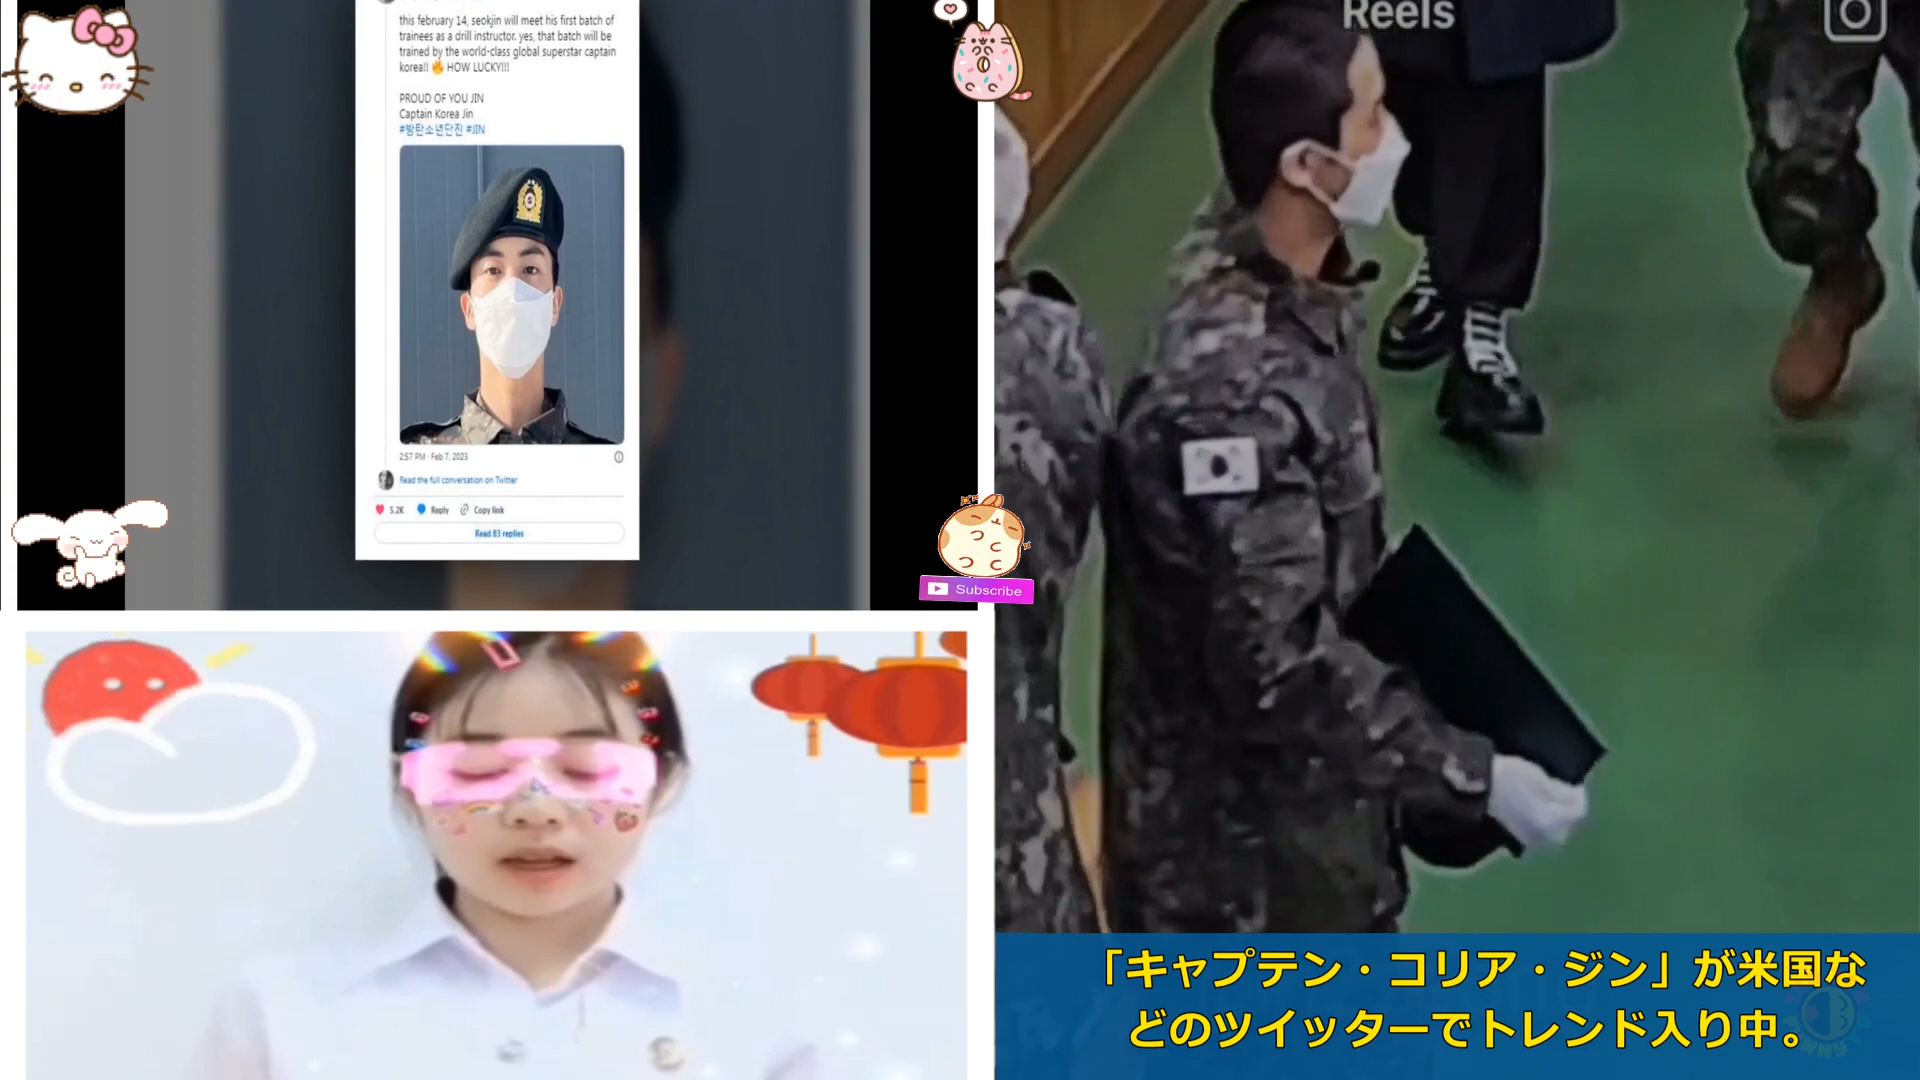 this february 14, seokjin will meet his first batch of
trainees as a drill instructor. yes, that batch will be
trained by the world-class global superstar captain
korea!! 🔥 HOW LUCKY!!!
PROUD OF YOU JIN
Captain Korea Jin
#방탄소년단진 #JIN
2:57 PM · Feb 7, 2023
Read the full conversation on Twitter
5.2K Reply Copy link
Read 83 replies
Subscribe
Reels
「キャプテン・コリア・ジン」が米国な
どのツイッターでトレンド入り中。